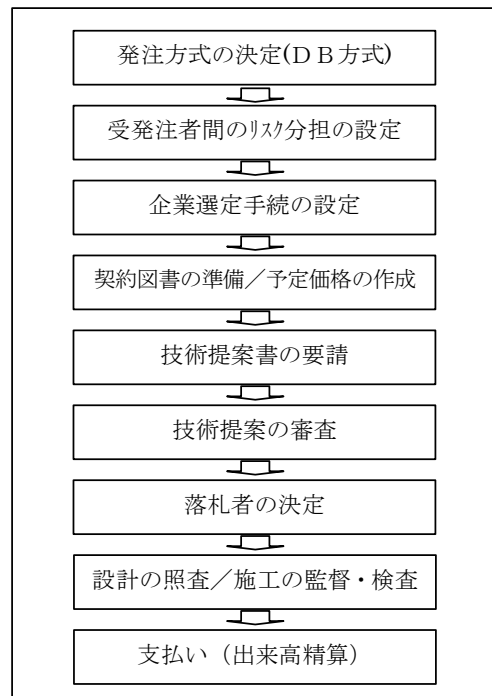 発注方式の決定(ＤＢ方式)
受発注者間のﾘｽｸ分担の設定
企業選定手続の設定
契約図書の準備／予定価格の作成
技術提案書の要請
技術提案の審査
落札者の決定
設計の照査／施工の監督・検査
支払い（出来高精算）